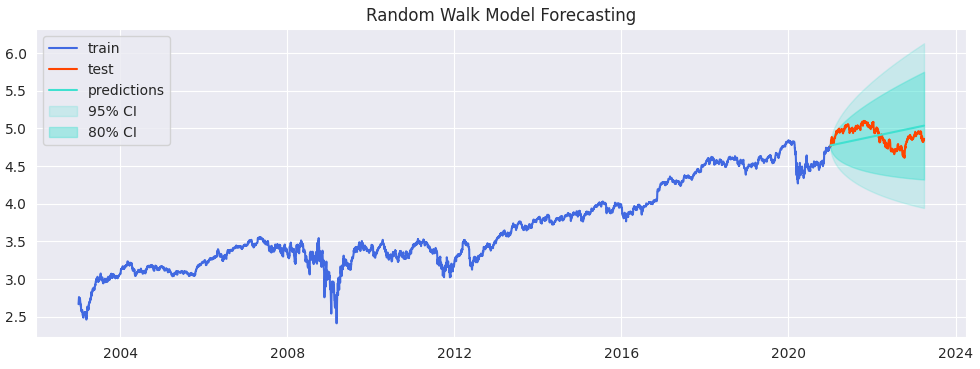 Random Walk Model Forecasting
train
test
predictions
95% CI
80% CI
6.0
5.5
5.0
4.5
4.0
3.5
3.0
2.5
2004 2008 2012 2016 2020 2024